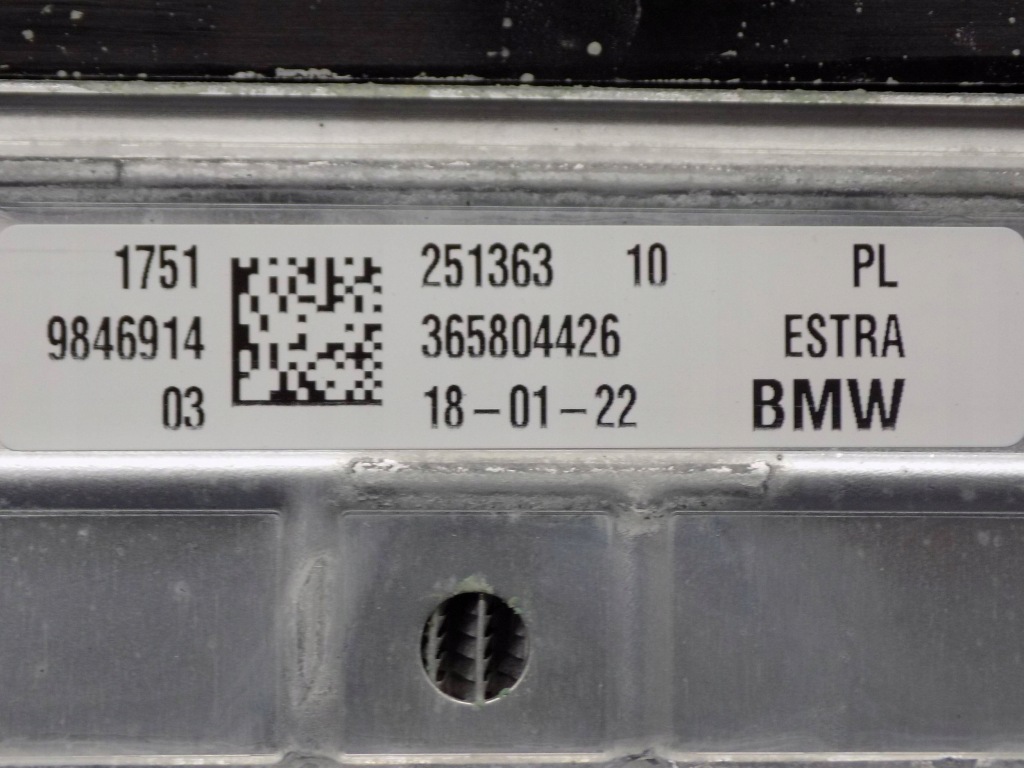 1751 251363 10 PL
9846914 365804426 ESTRA
03 18-01-22 BMW